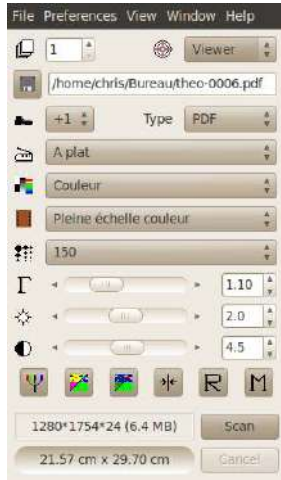 File Preferences View Window Help
1 Viewer
/home/chris/Bureau/theo-0006.pdf
+1 Type PDF
A plat
Couleur
Pleine échelle couleur
150
Γ 1.10
2.0
4.5
R M
1280*1754*24 (6.4 MB) Scan
21.57 cm x 29.70 cm Cancel